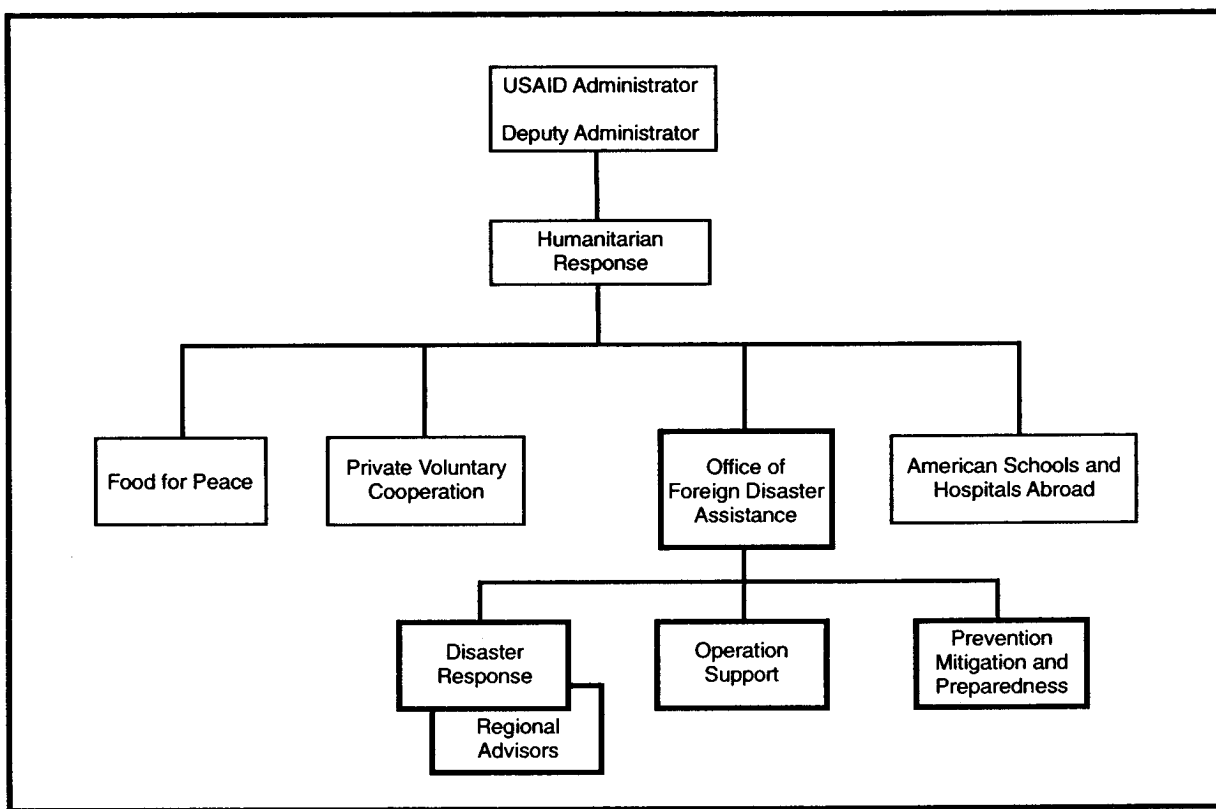 USAID Administrator
Deputy Administrator
Humanitarian
Response
Food for Peace
Private Voluntary
Cooperation
Office of
Foreign Disaster
Assistance
American Schools and
Hospitals Abroad
Disaster
Response
Regional
Advisors
Operation
Support
Prevention
Mitigation and
Preparedness